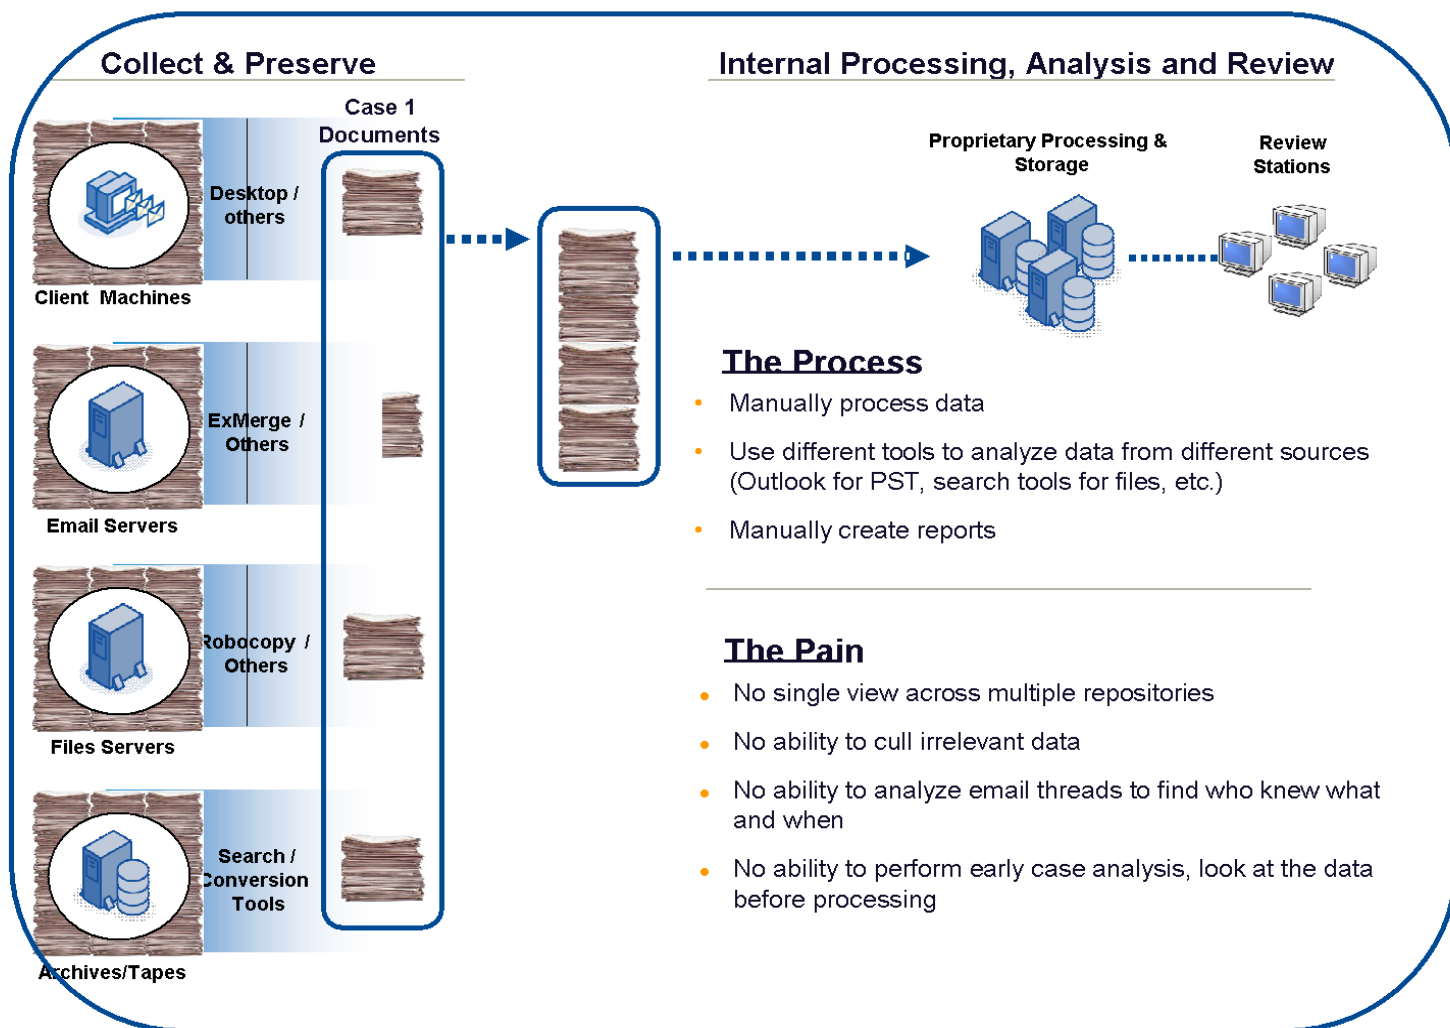 Collect & Preserve
Case 1
Documents
Desktop /
others
Client Machines
ExMerge /
Others
Email Servers
Robocopy /
Others
Files Servers
Search /
Conversion
Tools
Archives/Tapes
Internal Processing, Analysis and Review
Proprietary Processing &
Storage
Review
Stations
The Process
• Manually process data
• Use different tools to analyze data from different sources
(Outlook for PST, search tools for files, etc.)
• Manually create reports
The Pain
• No single view across multiple repositories
• No ability to cull irrelevant data
• No ability to analyze email threads to find who knew what
and when
• No ability to perform early case analysis, look at the data
before processing